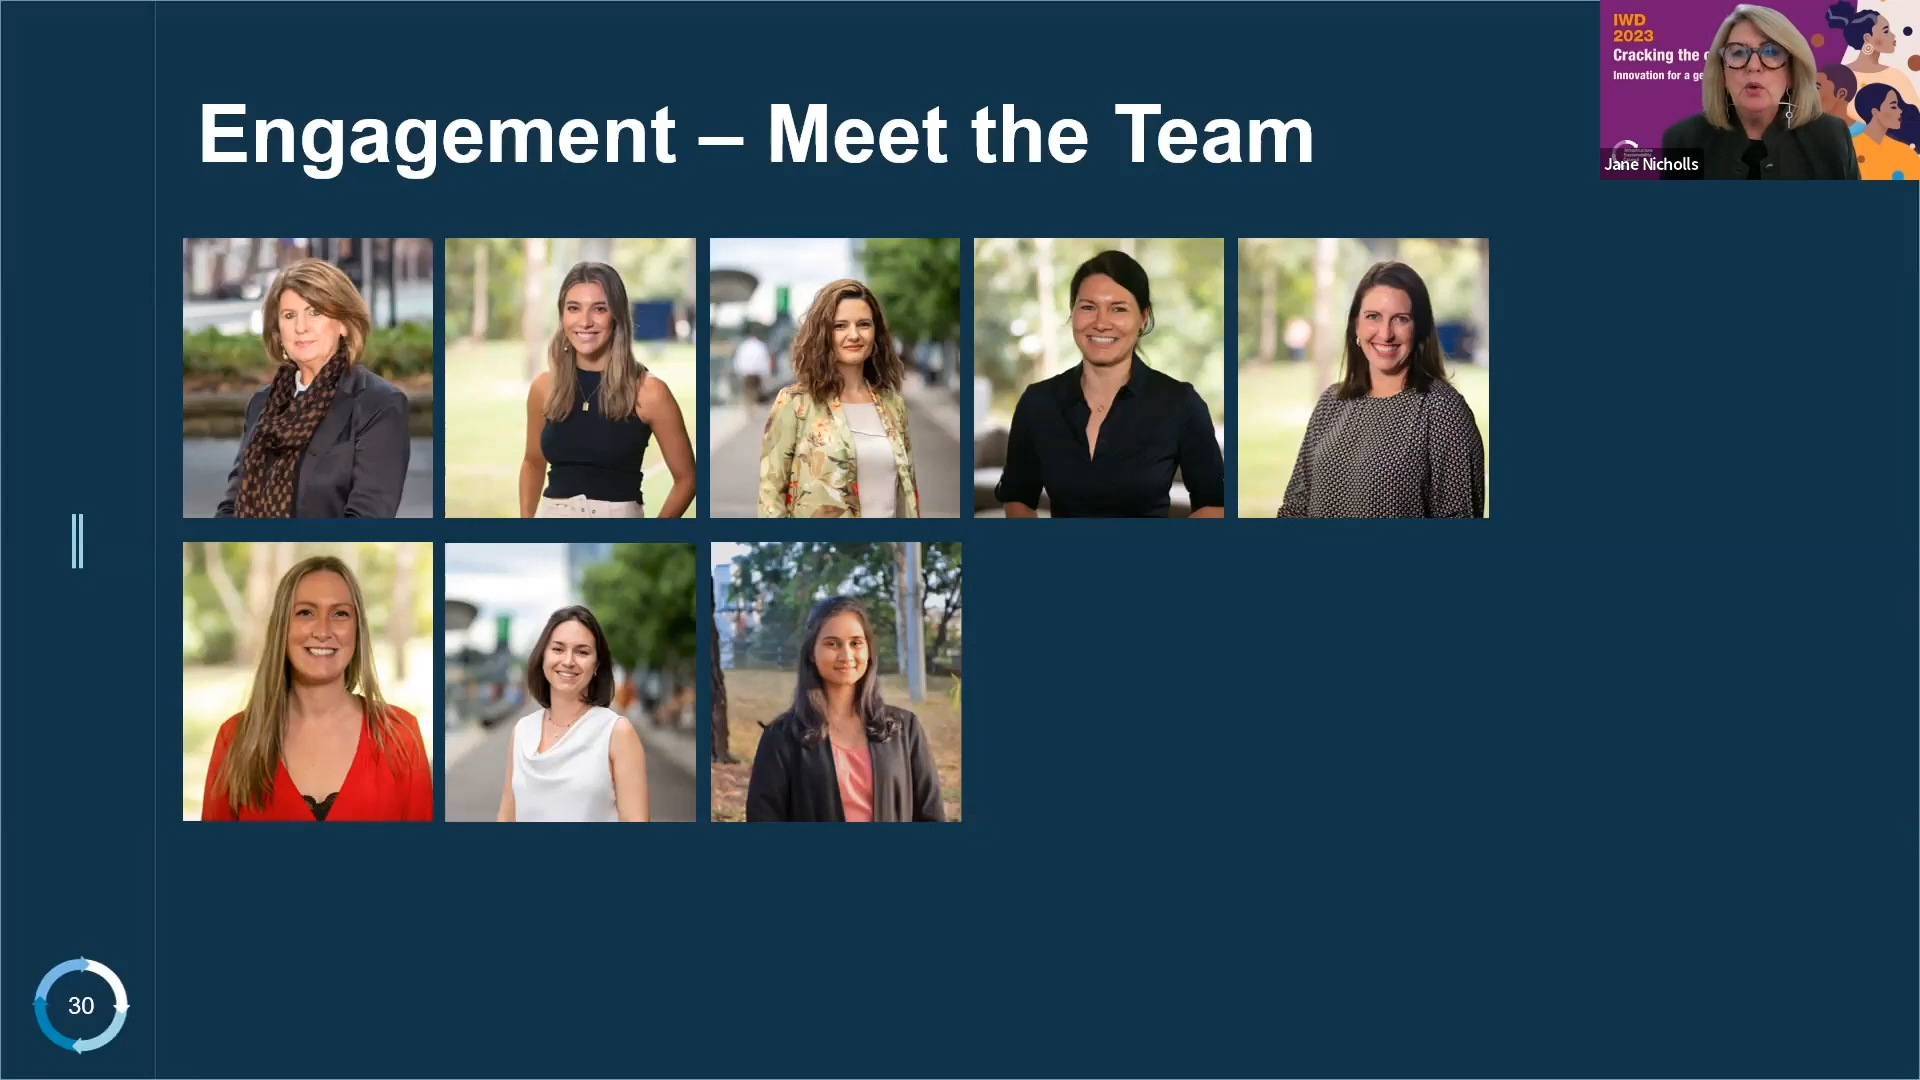 Engagement – Meet the Team
IWD
2023
Cracking the
Innovation for a ge
Jane Nicholls
30